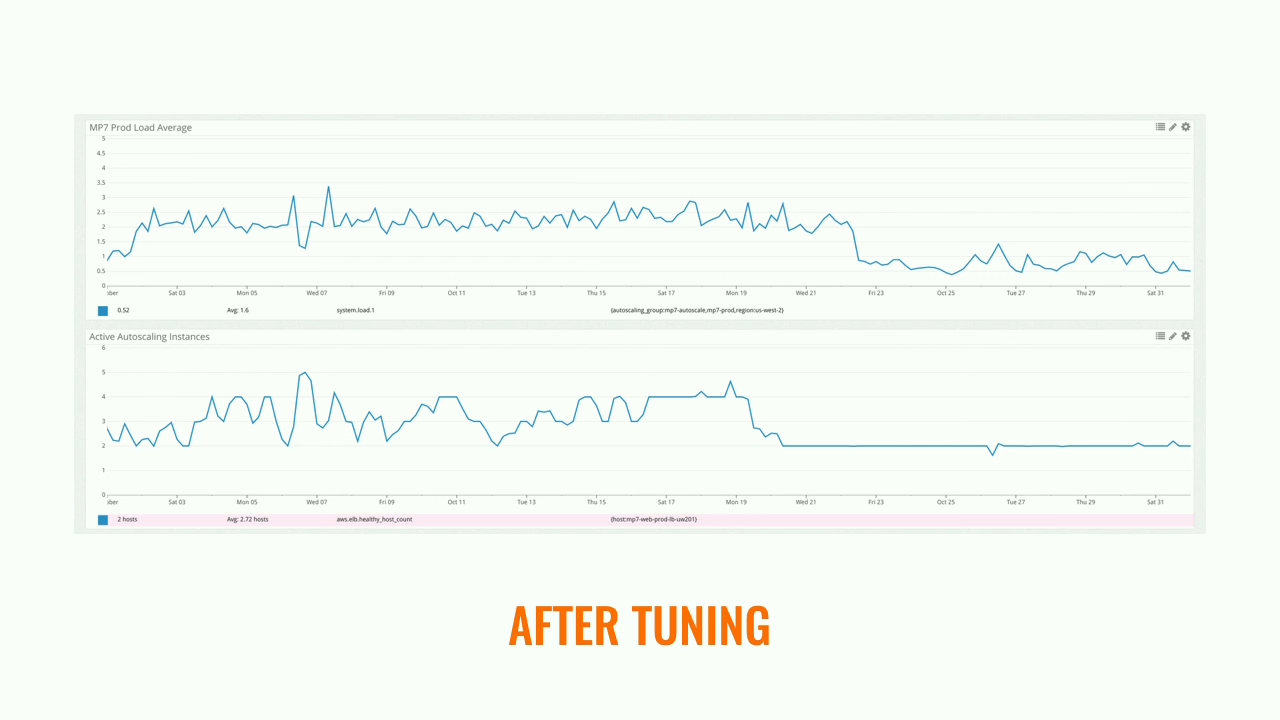 MP7 Prod Load Average
5
4.5
4
3.5
3
2.5
2
1.5
1
0.5
0
ober Sat 03 Mon 05 Wed 07 Fri 09 Oct 11 Tue 13 Thu 15 Sat 17 Mon 19 Wed 21 Fri 23 Oct 25 Tue 27 Thu 29 Sat 31
0.52 Avg: 1.6 system.load.1 {autoscaling_group:mp7-autoscale,mp7-prod,region:us-west-2}
Active Autoscaling Instances
6
5
4
3
2
1
0
ober Sat 03 Mon 05 Wed 07 Fri 09 Oct 11 Tue 13 Thu 15 Sat 17 Mon 19 Wed 21 Fri 23 Oct 25 Tue 27 Thu 29 Sat 31
2 hosts Avg: 2.72 hosts aws.elb.healthy_host_count {host:mp7-web-prod-lb-uw201}
AFTER TUNING